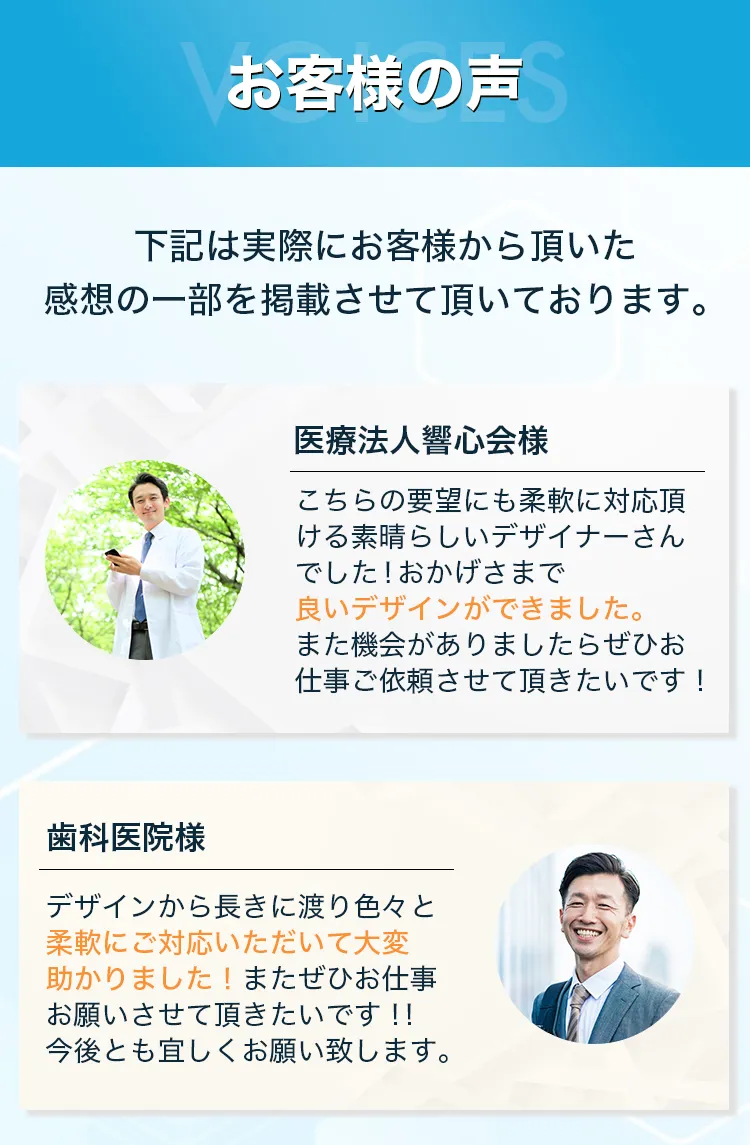 VOICES
お客様の声
下記は実際にお客様から頂いた
感想の一部を掲載させて頂いております。
医療法人響心会様
こちらの要望にも柔軟に対応頂
ける素晴らしいデザイナーさん
でした!おかげさまで
良いデザインができました。
また機会がありましたらぜひお
仕事ご依頼させて頂きたいです!
歯科医院様
デザインから長きに渡り色々と
柔軟にご対応いただいて大変
助かりました!またぜひお仕事
お願いさせて頂きたいです!!
今後とも宜しくお願い致します。